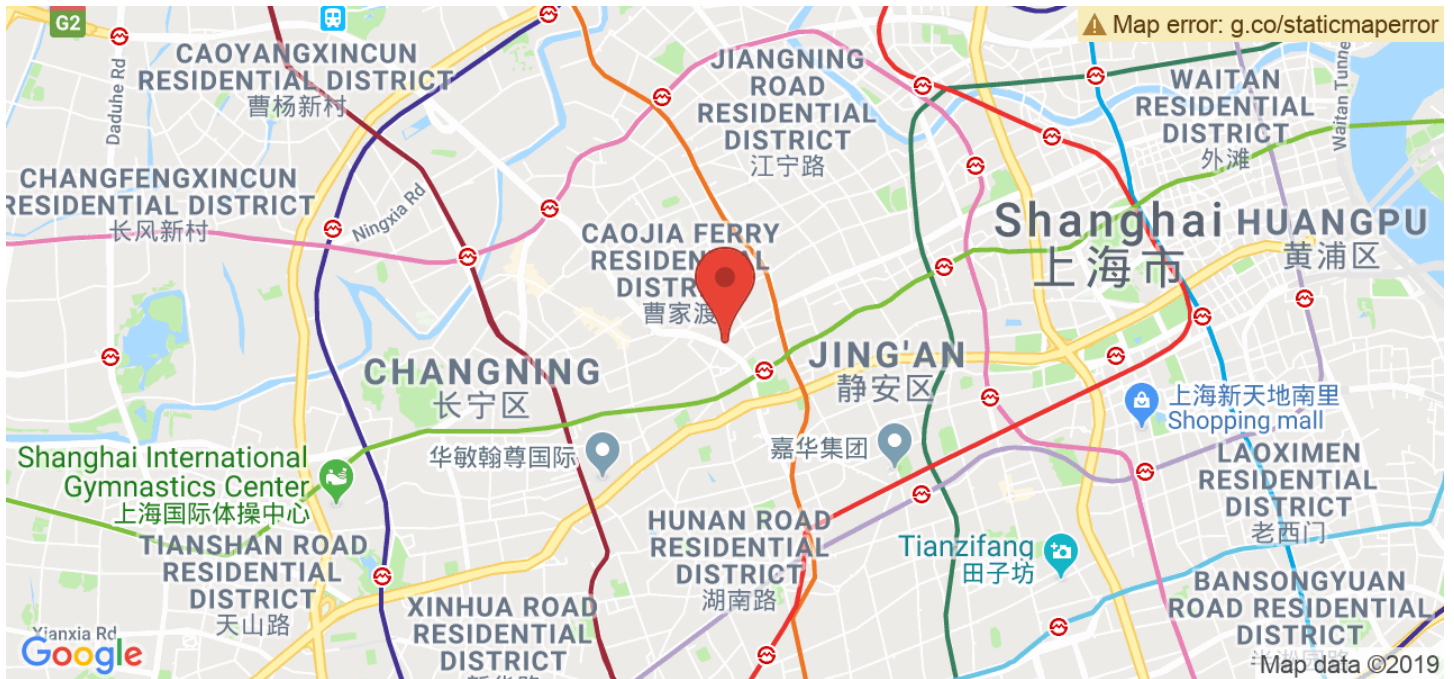 G2
Map error: g.co/staticmaperror
CAOYANGXINCUN
RESIDENTIAL DISTRICT
曹杨新村
Daduhe Rd
JIANGNING
ROAD
RESIDENTIAL
DISTRICT
江宁路
WAITAN
RESIDENTIAL
DISTRICT
外滩
Waitan Tunne
CHANGFENGXINCUN
RESIDENTIAL DISTRICT
长风新村
Ningxia Rd
CAOJIA FERRY
RESIDENTIAL
DISTR
曹家渡
Shanghai
上海市
HUANGPU
黄浦区
CHANGNING
长宁区
JING'AN
静安区
上海新天地南里
Shopping mall
华敏翰尊国际
嘉华集团
Shanghai International
Gymnastics Center
上海国际体操中心
LAOXIMEN
RESIDENTIAL
DISTRICT
老西门
HUNAN ROAD
RESIDENTIAL
DISTRICT
湖南路
Tianzifang
田子坊
TIANSHAN ROAD
RESIDENTIAL
DISTRICT
天山路
XINHUA ROAD
RESIDENTIAL
DISTRICT
BANSONGYUAN
ROAD RESIDENTIAL
DISTRICT
Xianxia Rd
Google
Map data ©2019